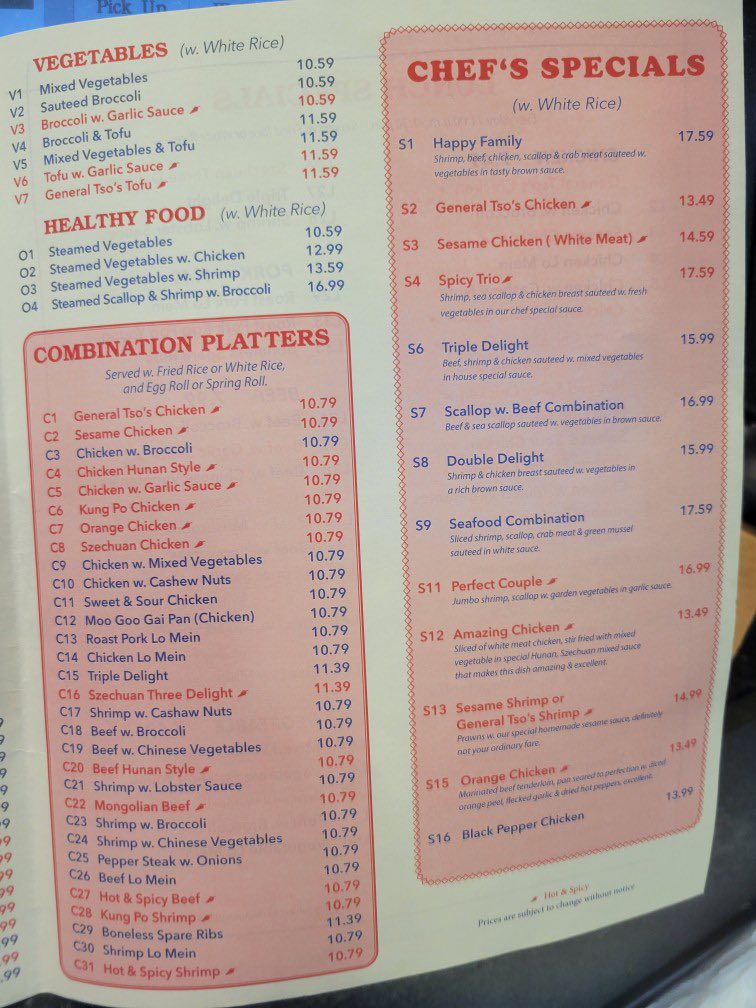 Pick Up
VEGETABLES (w. White Rice)
V1 Mixed Vegetables 10.59
V2 Sauteed Broccoli 10.59
V3 Broccoli w. Garlic Sauce 10.59
V4 Broccoli & Tofu 11.59
V5 Mixed Vegetables & Tofu 11.59
V6 Tofu w. Garlic Sauce 11.59
V7 General Tso's Tofu 11.59
HEALTHY FOOD (w. White Rice)
O1 Steamed Vegetables 10.59
O2 Steamed Vegetables w. Chicken 12.99
O3 Steamed Vegetables w. Shrimp 13.59
O4 Steamed Scallop & Shrimp w. Broccoli 16.99
COMBINATION PLATTERS
Served w. Fried Rice or White Rice,
and Egg Roll or Spring Roll.
C1 General Tso's Chicken 10.79
C2 Sesame Chicken 10.79
C3 Chicken w. Broccoli 10.79
C4 Chicken Hunan Style 10.79
C5 Chicken w. Garlic Sauce 10.79
C6 Kung Po Chicken 10.79
C7 Orange Chicken 10.79
C8 Szechuan Chicken 10.79
C9 Chicken w. Mixed Vegetables 10.79
C10 Chicken w. Cashew Nuts 10.79
C11 Sweet & Sour Chicken 10.79
C12 Moo Goo Gai Pan (Chicken) 10.79
C13 Roast Pork Lo Mein 10.79
C14 Chicken Lo Mein 10.79
C15 Triple Delight 11.39
C16 Szechuan Three Delight 11.39
C17 Shrimp w. Cashaw Nuts 10.79
C18 Beef w. Broccoli 10.79
C19 Beef w. Chinese Vegetables 10.79
C20 Beef Hunan Style 10.79
C21 Shrimp w. Lobster Sauce 10.79
C22 Mongolian Beef 10.79
C23 Shrimp w. Broccoli 10.79
C24 Shrimp w. Chinese Vegetables 10.79
C25 Pepper Steak w. Onions 10.79
C26 Beef Lo Mein 10.79
C27 Hot & Spicy Beef 10.79
C28 Kung Po Shrimp 10.79
C29 Boneless Spare Ribs 11.39
C30 Shrimp Lo Mein 10.79
C31 Hot & Spicy Shrimp 10.79
CHEF'S SPECIALS
(w. White Rice)
S1 Happy Family 17.59
Shrimp, beef, chicken, scallop & crab meat sauteed w.
vegetables in tasty brown sauce.
S2 General Tso's Chicken 13.49
S3 Sesame Chicken ( White Meat) 14.59
S4 Spicy Trio 17.59
Shrimp, sea scallop & chicken breast sauteed w. fresh
vegetables in our chef special sauce.
S6 Triple Delight 15.99
Beef, shrimp & chicken sauteed w. mixed vegetables
in house special sauce.
S7 Scallop w. Beef Combination 16.99
Beef & sea scallop sauteed w. vegetables in brown sauce.
S8 Double Delight 15.99
Shrimp & chicken breast sauteed w. vegetables in
a rich brown sauce.
S9 Seafood Combination 17.59
Sliced shrimp, scallop, crab meat & green mussel
sauteed in white sauce.
S11 Perfect Couple 16.99
Jumbo shrimp, scallop w. garden vegetables in garlic sauce.
S12 Amazing Chicken 13.49
Sliced of white meat chicken, stir fried with mixed
vegetable in special Hunan, Szechuan mixed sauce
that makes this dish amazing & excellent.
S13 Sesame Shrimp or
General Tso's Shrimp 14.99
Prawns w. our special homemade sesame sauce, definitely
not your ordinary fare.
S15 Orange Chicken 13.49
Marinated beef tenderloin, pan seared to perfection w. diced
orange peel, flecked garlic & dried hot peppers, excellent.
S16 Black Pepper Chicken 13.99
Hot & Spicy
Prices are subject to change without notice